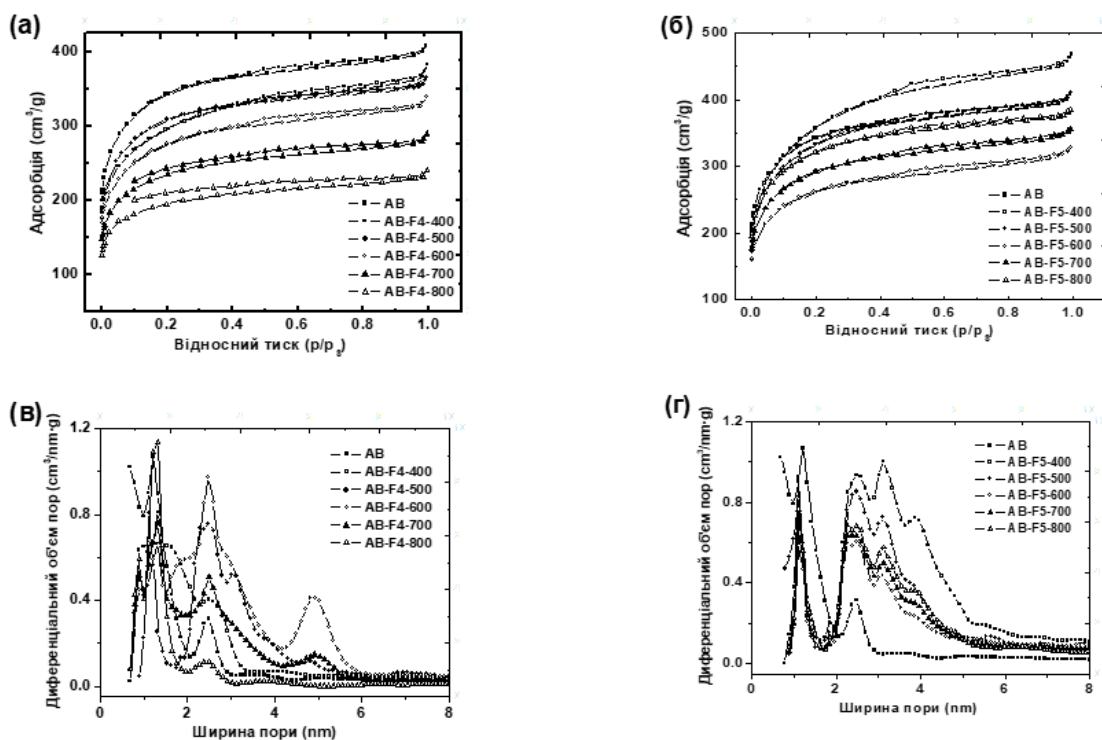 (а)
Адсорбція (cm³/g)
400
300
200
100
0.0 0.2 0.4 0.6 0.8 1.0
Відносний тиск (p/pₛ)
AB
AB-F4-400
AB-F4-500
AB-F4-600
AB-F4-700
AB-F4-800
(б)
Адсорбція (cm³/g)
500
400
300
200
100
0.0 0.2 0.4 0.6 0.8 1.0
Відносний тиск (p/pₛ)
AB
AB-F5-400
AB-F5-500
AB-F5-600
AB-F5-700
AB-F5-800
(в)
Диференціальний об'єм пор (cm³/nm·g)
1.2
0.8
0.4
0.0
0 2 4 6 8
Ширина пори (nm)
AB
AB-F4-400
AB-F4-500
AB-F4-600
AB-F4-700
AB-F4-800
(г)
Диференціальний об'єм пор (cm³/nm·g)
1.2
0.8
0.4
0.0
0 2 4 6 8
Ширина пори (nm)
AB
AB-F5-400
AB-F5-500
AB-F5-600
AB-F5-700
AB-F5-800